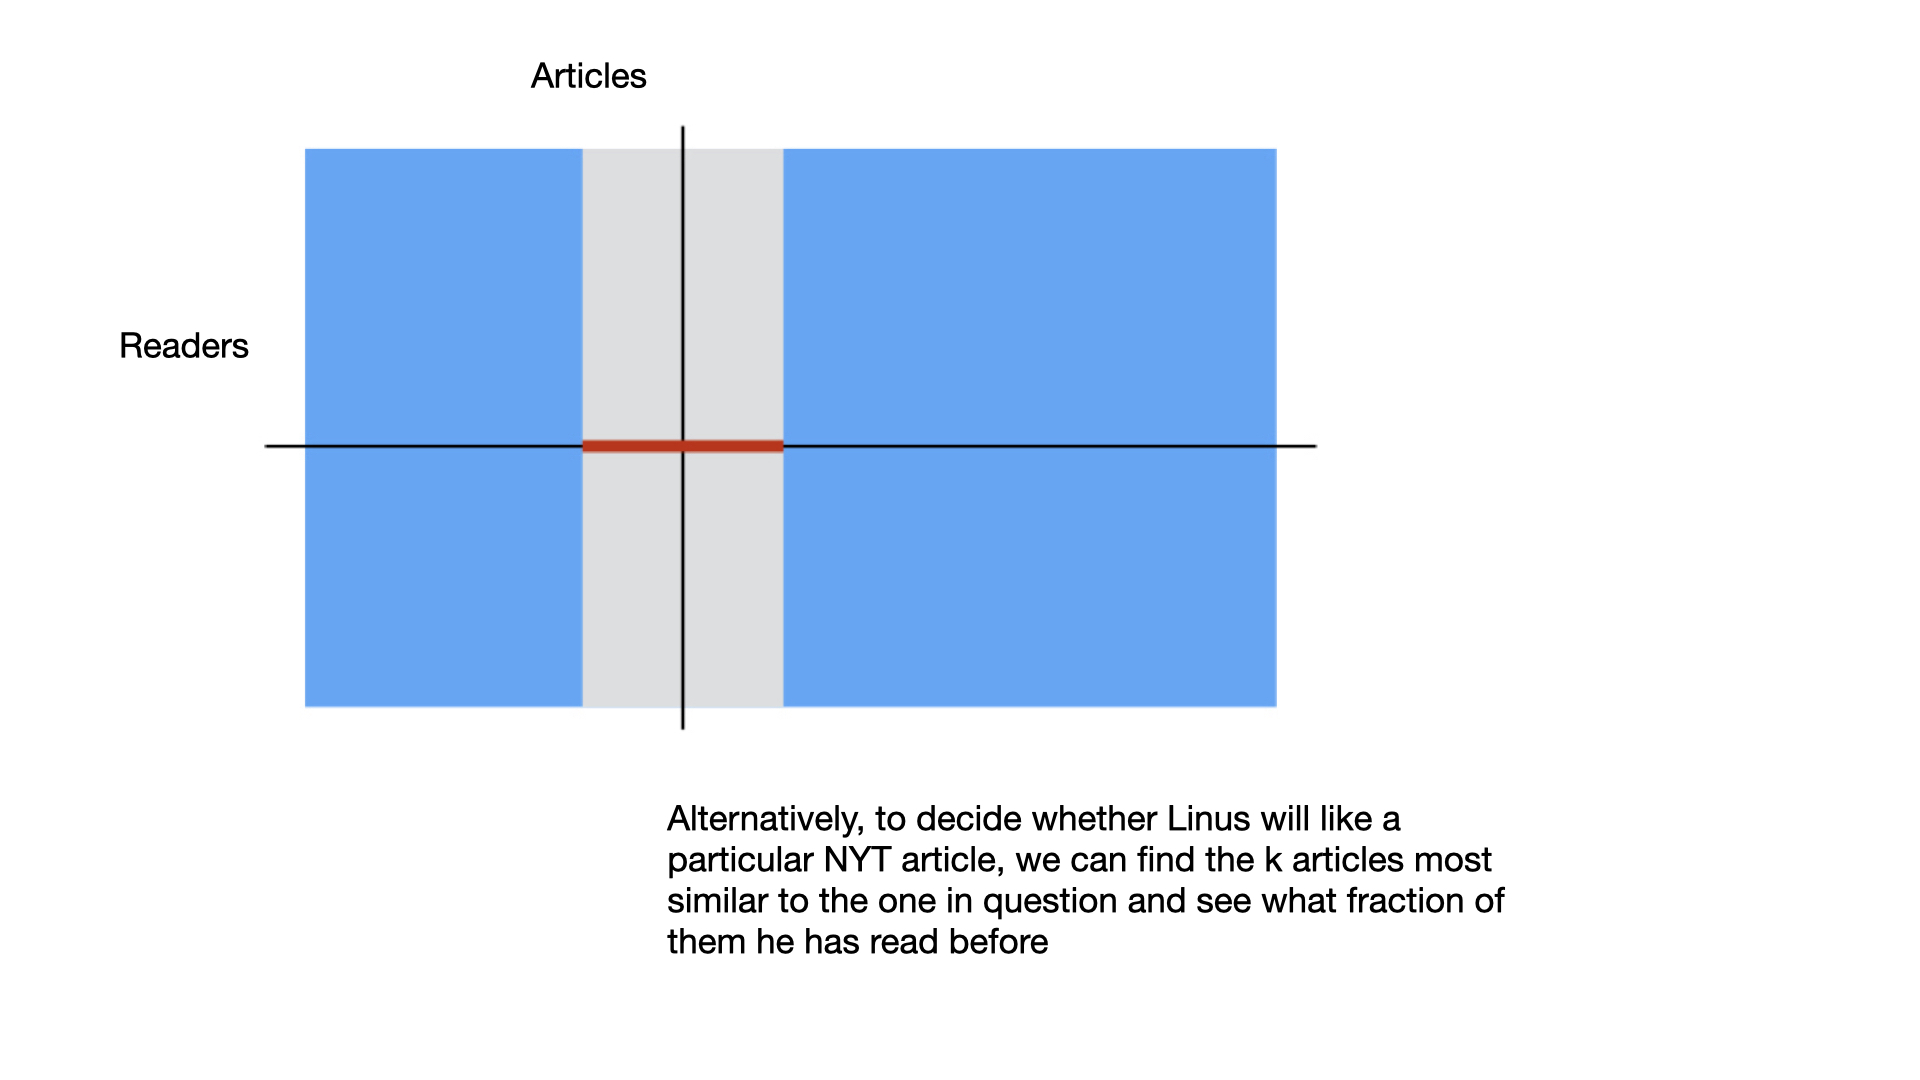 Articles
Readers
Alternatively, to decide whether Linus will like a
particular NYT article, we can find the k articles most
similar to the one in question and see what fraction of
them he has read before